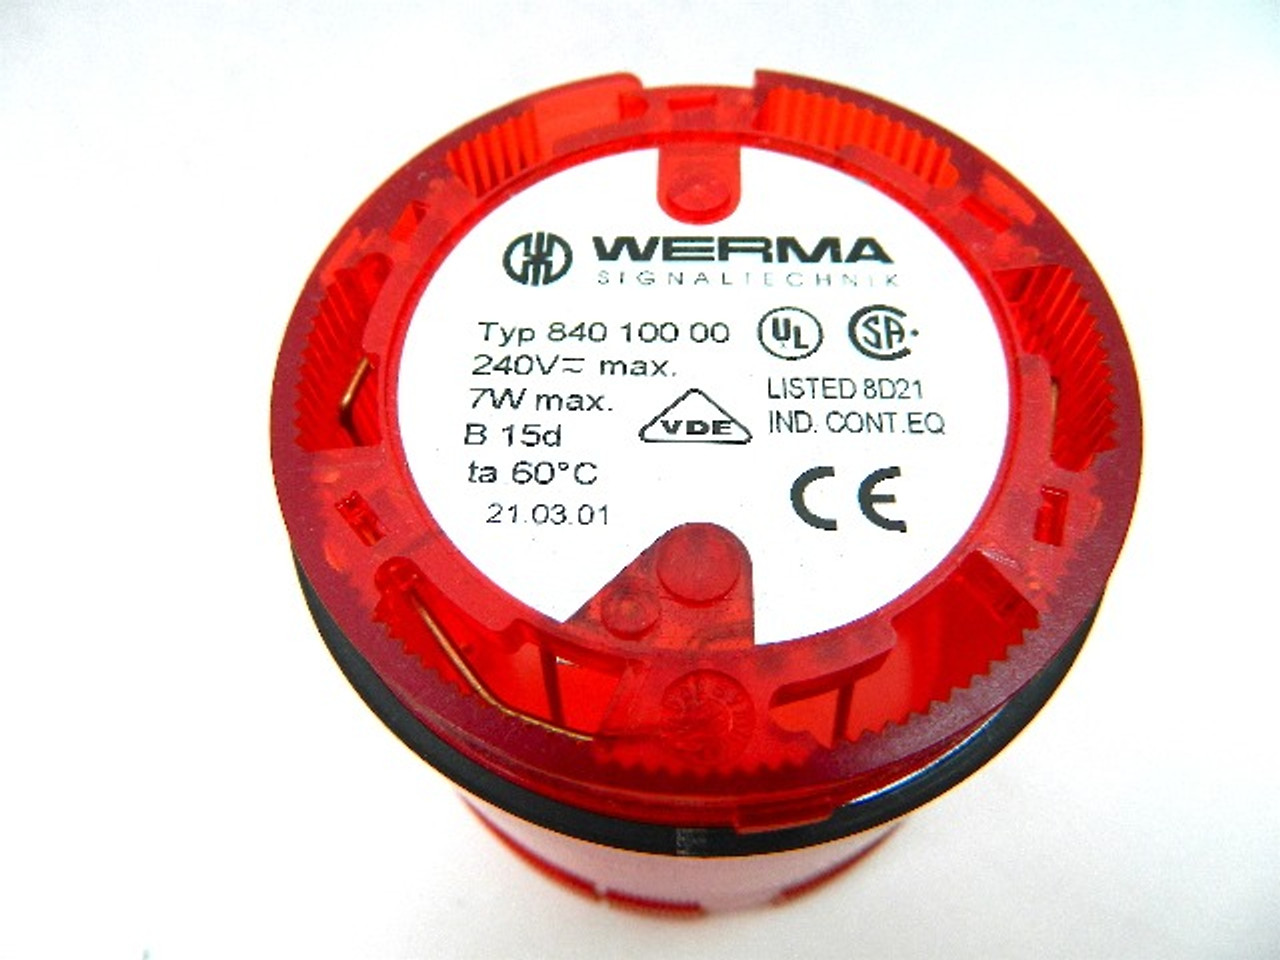 WERMA
SIGNALTECHNIK
Typ 840 100 00
240V≂ max.
7W max.
B 15d
ta 60°C
21.03.01
UL
SA
LISTED 8D21
IND. CONT.EQ
VDE
CE